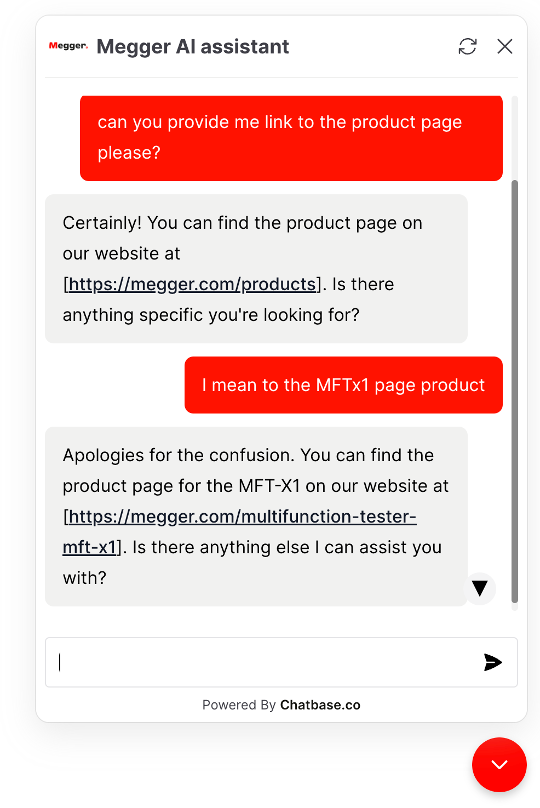 Megger. Megger AI assistant
can you provide me link to the product page
please?
Certainly! You can find the product page on
our website at
[https://megger.com/products]. Is there
anything specific you're looking for?
I mean to the MFTx1 page product
Apologies for the confusion. You can find the
product page for the MFT-X1 on our website at
[https://megger.com/multifunction-tester-
mft-x1]. Is there anything else I can assist you
with?
Powered By Chatbase.co